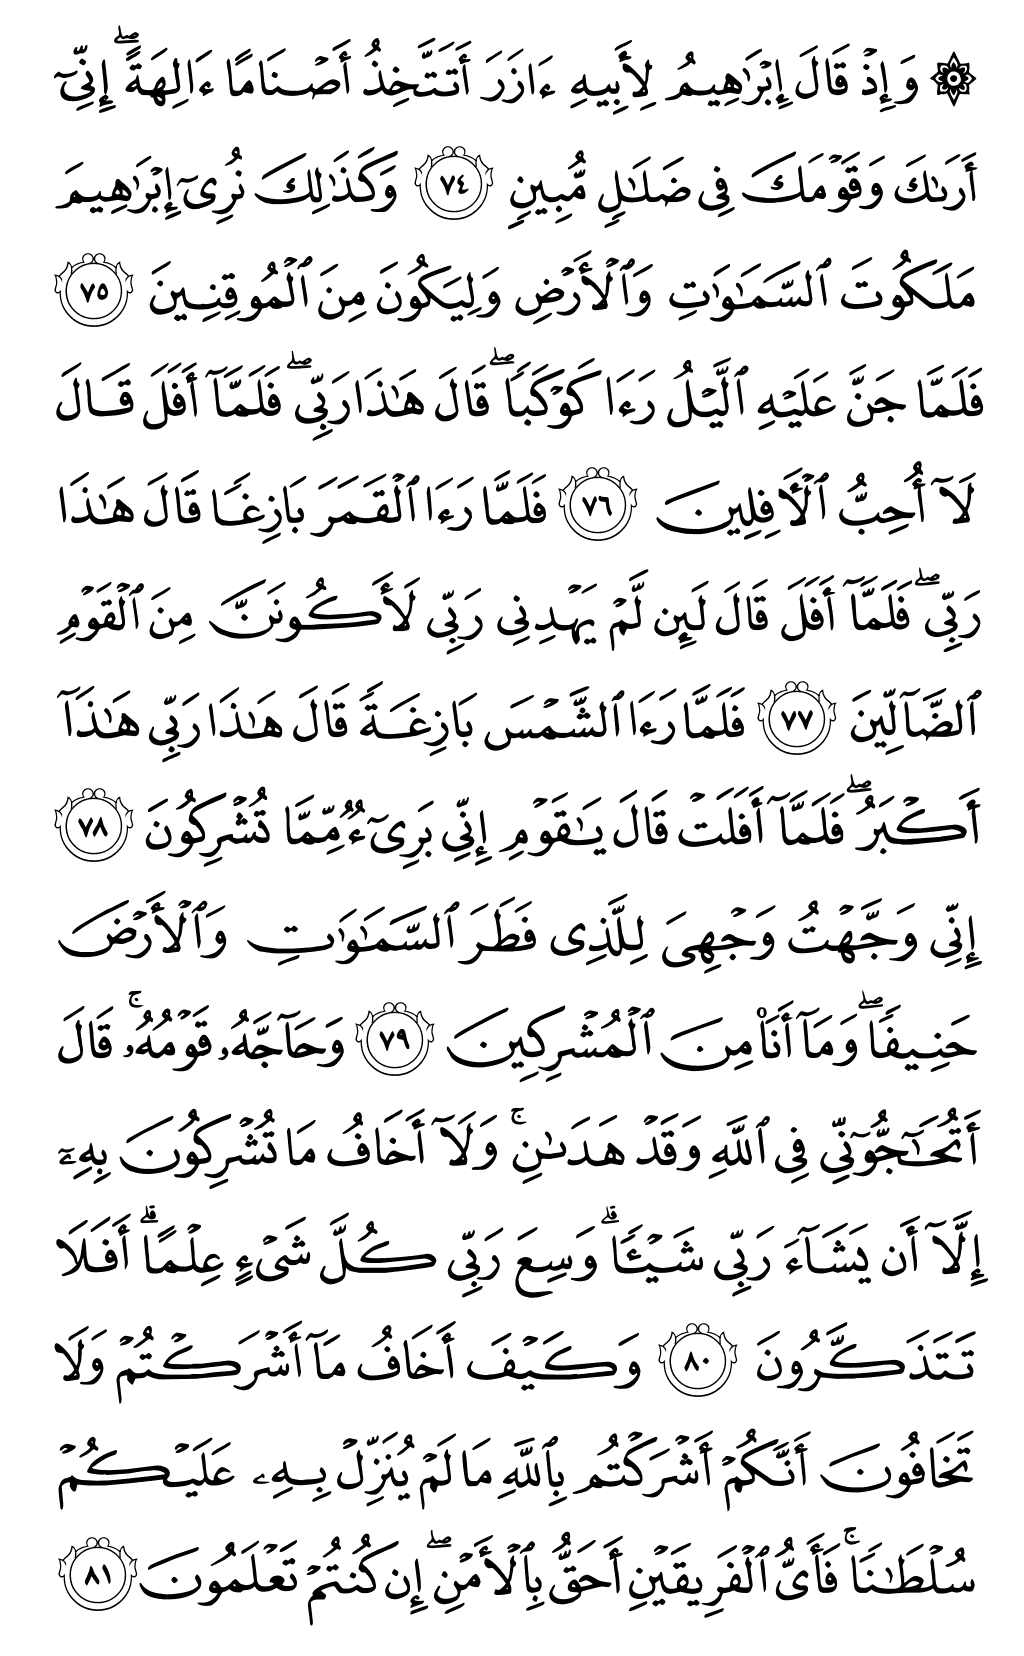 ۞ وَإِذۡ قَالَ إِبۡرَٰهِيمُ لِأَبِيهِ ءَازَرَ أَتَتَّخِذُ أَصۡنَامًا ءَالِهَةً ۖ إِنِّيٓ
أَرَىٰكَ وَقَوۡمَكَ فِي ضَلَٰلٖ مُّبِينٖ ٧٤ وَكَذَٰلِكَ نُرِيٓ إِبۡرَٰهِيمَ
مَلَكُوتَ ٱلسَّمَٰوَٰتِ وَٱلۡأَرۡضِ وَلِيَكُونَ مِنَ ٱلۡمُوقِنِينَ ٧٥
فَلَمَّا جَنَّ عَلَيۡهِ ٱلَّيۡلُ رَءَا كَوۡكَبٗاۖ قَالَ هَٰذَا رَبِّيۖ فَلَمَّآ أَفَلَ قَالَ
لَآ أُحِبُّ ٱلۡأٓفِلِينَ ٧٦ فَلَمَّا رَءَا ٱلۡقَمَرَ بَازِغٗا قَالَ هَٰذَا
رَبِّيۖ فَلَمَّآ أَفَلَ قَالَ لَئِن لَّمۡ يَهۡدِنِي رَبِّي لَأَكُونَنَّ مِنَ ٱلۡقَوۡمِ
ٱلضَّآلِّينَ ٧٧ فَلَمَّا رَءَا ٱلشَّمۡسَ بَازِغَةٗ قَالَ هَٰذَا رَبِّي هَٰذَآ
أَكۡبَرُۖ فَلَمَّآ أَفَلَتۡ قَالَ يَٰقَوۡمِ إِنِّي بَرِيٓءٞ مِّمَّا تُشۡرِكُونَ ٧٨
إِنِّي وَجَّهۡتُ وَجۡهِيَ لِلَّذِي فَطَرَ ٱلسَّمَٰوَٰتِ وَٱلۡأَرۡضَ
حَنِيفٗاۖ وَمَآ أَنَا۠ مِنَ ٱلۡمُشۡرِكِينَ ٧٩ وَحَآجَّهُۥ قَوۡمُهُۥۚ قَالَ
أَتُحَٰٓجُّوٓنِّي فِي ٱللَّهِ وَقَدۡ هَدَىٰنِۚ وَلَآ أَخَافُ مَا تُشۡرِكُونَ بِهِۦٓ
إِلَّآ أَن يَشَآءَ رَبِّي شَيۡـٔٗاۗ وَسِعَ رَبِّي كُلَّ شَيۡءٍ عِلۡمًاۗ أَفَلَا
تَتَذَكَّرُونَ ٨٠ وَكَيۡفَ أَخَافُ مَآ أَشۡرَكۡتُمۡ وَلَا
تَخَافُونَ أَنَّكُمۡ أَشۡرَكۡتُم بِٱللَّهِ مَا لَمۡ يُنَزِّلۡ بِهِۦ عَلَيۡكُمۡ
سُلۡطَٰنٗاۚ فَأَيُّ ٱلۡفَرِيقَيۡنِ أَحَقُّ بِٱلۡأَمۡنِۖ إِن كُنتُمۡ تَعۡلَمُونَ ٨١